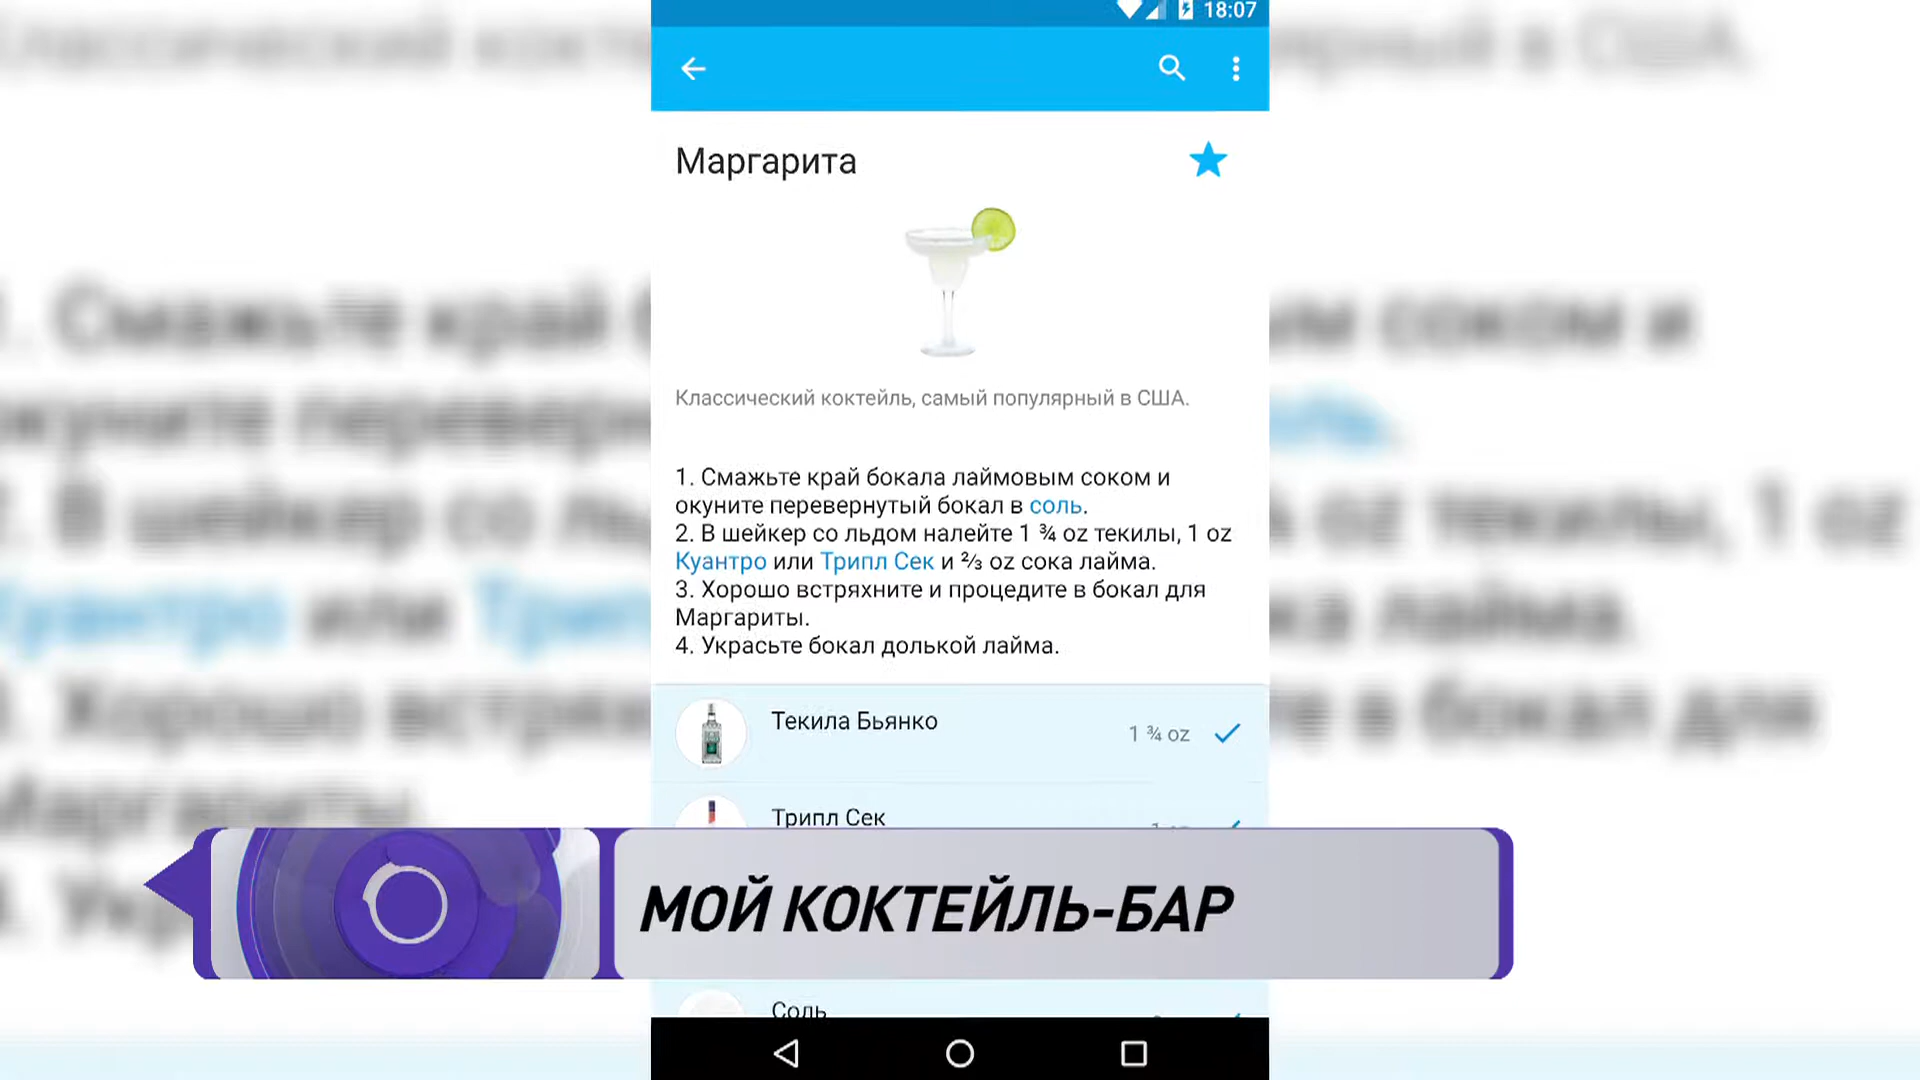 18:07
Маргарита
Классический коктейль, самый популярный в США.
1. Смажьте край бокала лаймовым соком и
окуните перевернутый бокал в соль.
2. В шейкер со льдом налейте 1 ¾ oz текилы, 1 oz
Куантро или Трипл Сек и ⅔ oz сока лайма.
3. Хорошо встряхните и процедите в бокал для
Маргариты.
4. Украсьте бокал долькой лайма.
Текила Бьянко
1 ¾ oz
Трипл Сек
МОЙ КОКТЕЙЛЬ-БАР
Соль